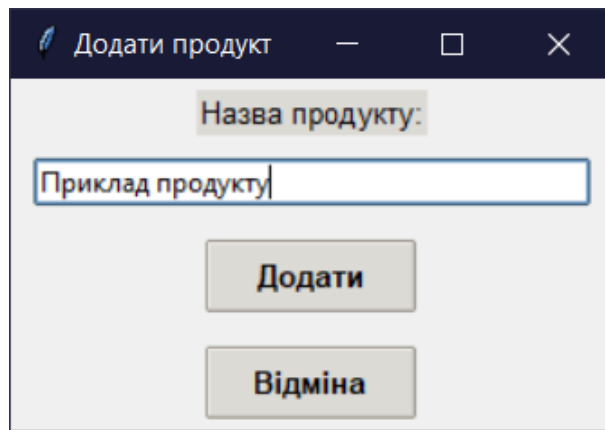 Додати продукт
Назва продукту:
Приклад продукту
Додати
Відміна